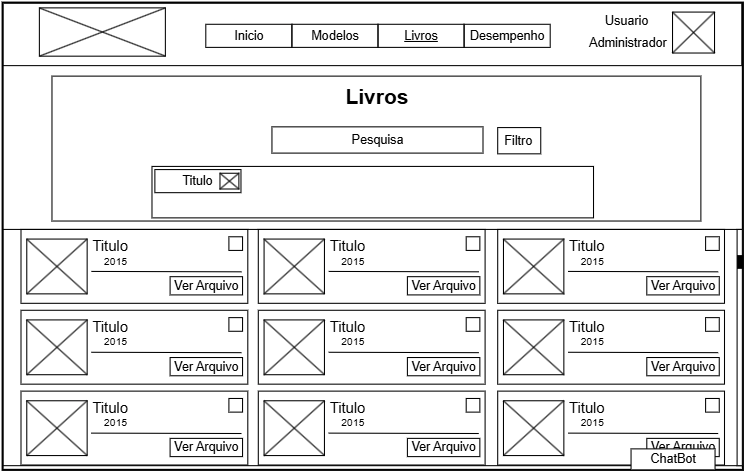 Inicio Modelos Livros Desempenho
Usuario
Administrador
Livros
Pesquisa Filtro
Titulo
Titulo
2015
Ver Arquivo
Titulo
2015
Ver Arquivo
Titulo
2015
Ver Arquivo
Titulo
2015
Ver Arquivo
Titulo
2015
Ver Arquivo
Titulo
2015
Ver Arquivo
Titulo
2015
Ver Arquivo
Titulo
2015
Ver Arquivo
Titulo
2015
Ver Arquivo
ChatBot